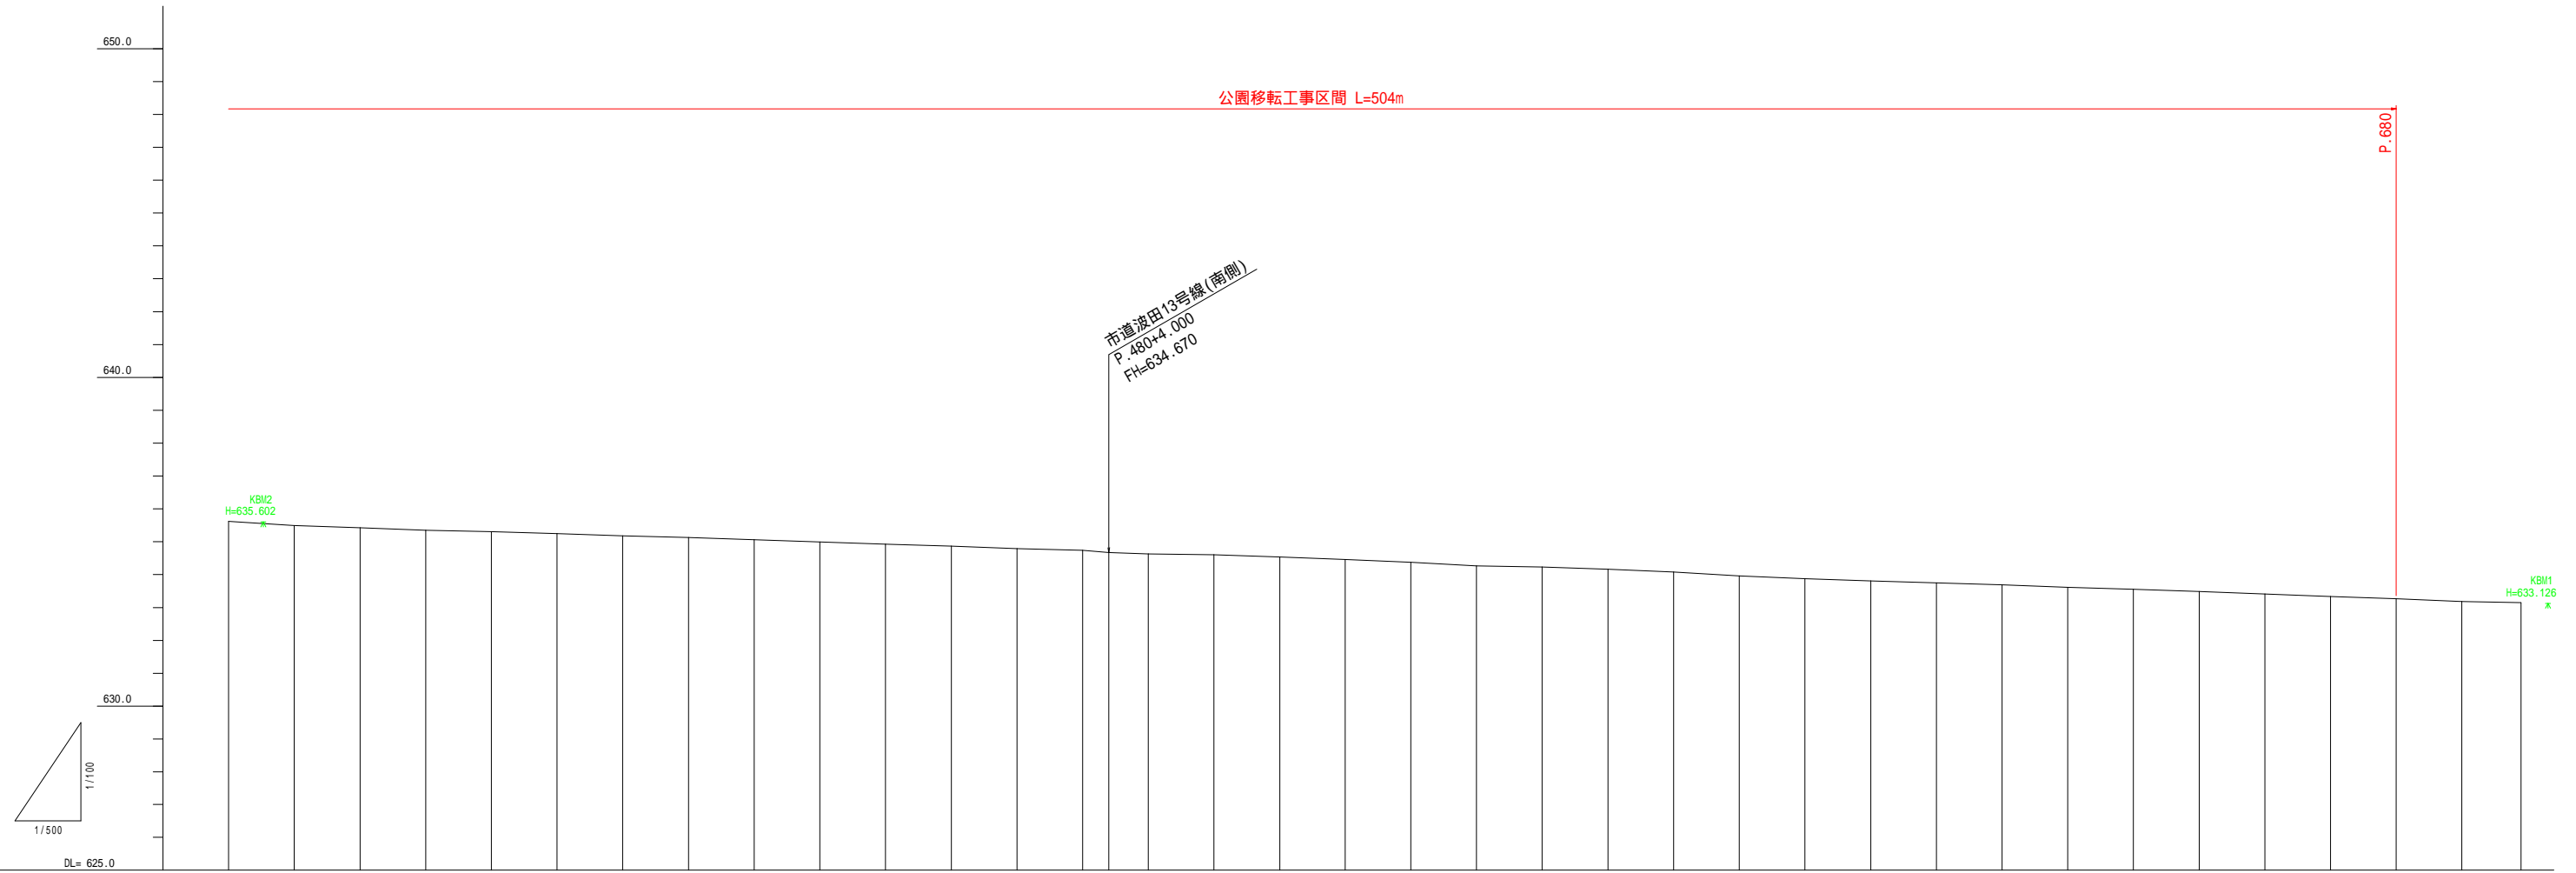 650.0
公園移転工事区間 L=504m
P.680
市道波田13号線(南側)
P.480+4.000
FH=634.670
640.0
KBM2
H=635.602
KBM1
H=633.126
630.0
1/100
1/500
DL= 625.0